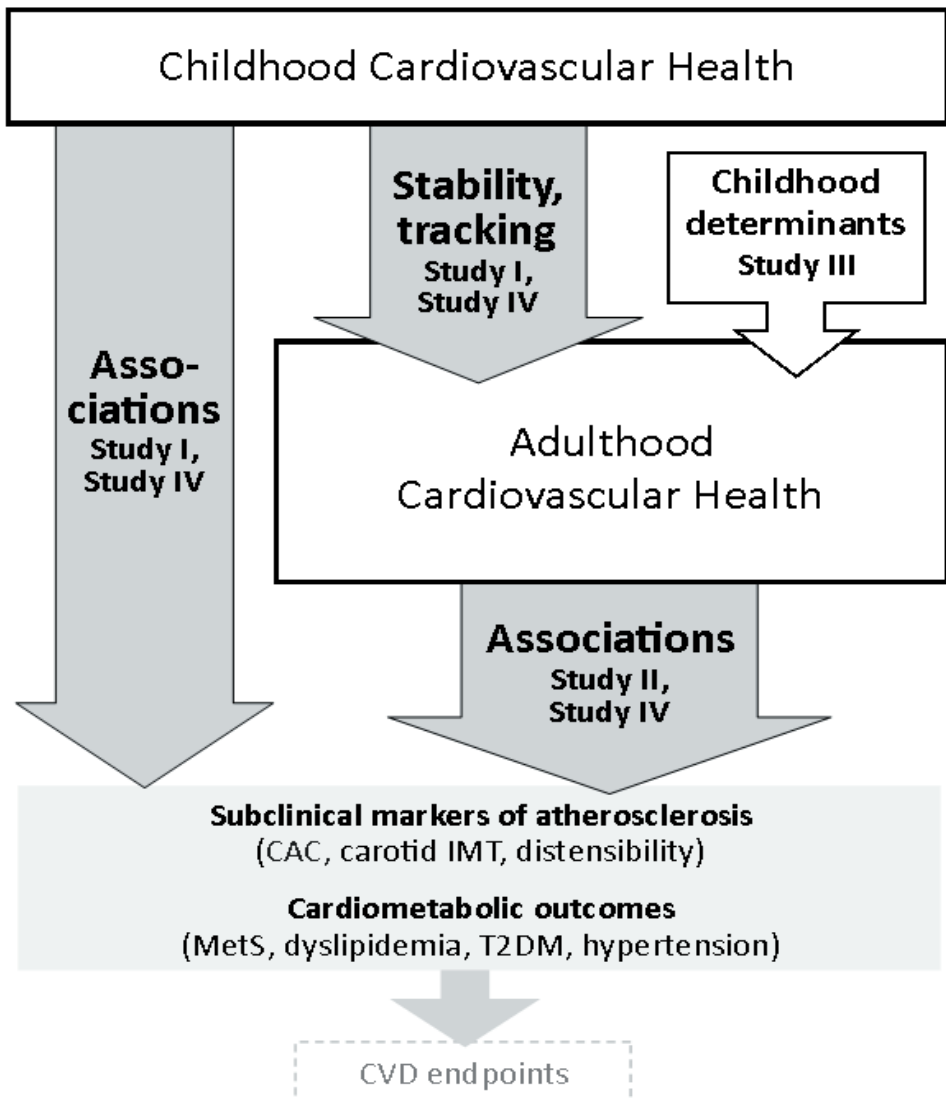 Childhood Cardiovascular Health
Stability,
tracking
Study I,
Study IV
Childhood
determinants
Study III
Asso-
ciations
Study I,
Study IV
Adulthood
Cardiovascular Health
Associations
Study II,
Study IV
Subclinical markers of atherosclerosis
(CAC, carotid IMT, distensibility)
Cardiometabolic outcomes
(MetS, dyslipidemia, T2DM, hypertension)
CVD endpoints